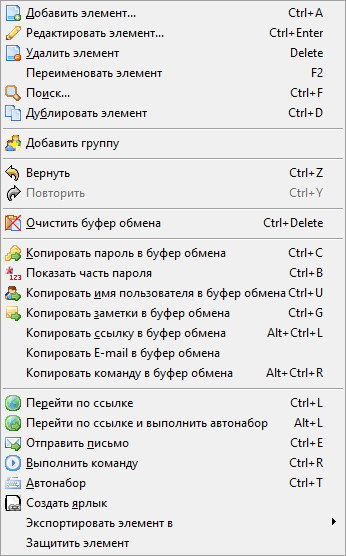 Добавить элемент... Ctrl+A
Редактировать элемент... Ctrl+Enter
Удалить элемент Delete
Переименовать элемент F2
Поиск... Ctrl+F
Дублировать элемент Ctrl+D
Добавить группу
Вернуть Ctrl+Z
Повторить Ctrl+Y
Очистить буфер обмена Ctrl+Delete
Копировать пароль в буфер обмена Ctrl+C
Показать часть пароля Ctrl+B
Копировать имя пользователя в буфер обмена Ctrl+U
Копировать заметки в буфер обмена Ctrl+G
Копировать ссылку в буфер обмена Alt+Ctrl+L
Копировать E-mail в буфер обмена
Копировать команду в буфер обмена Alt+Ctrl+R
Перейти по ссылке Ctrl+L
Перейти по ссылке и выполнить автонабор Alt+L
Отправить письмо Ctrl+E
Выполнить команду Ctrl+R
Автонабор Ctrl+T
Создать ярлык
Экспортировать элемент в
Защитить элемент